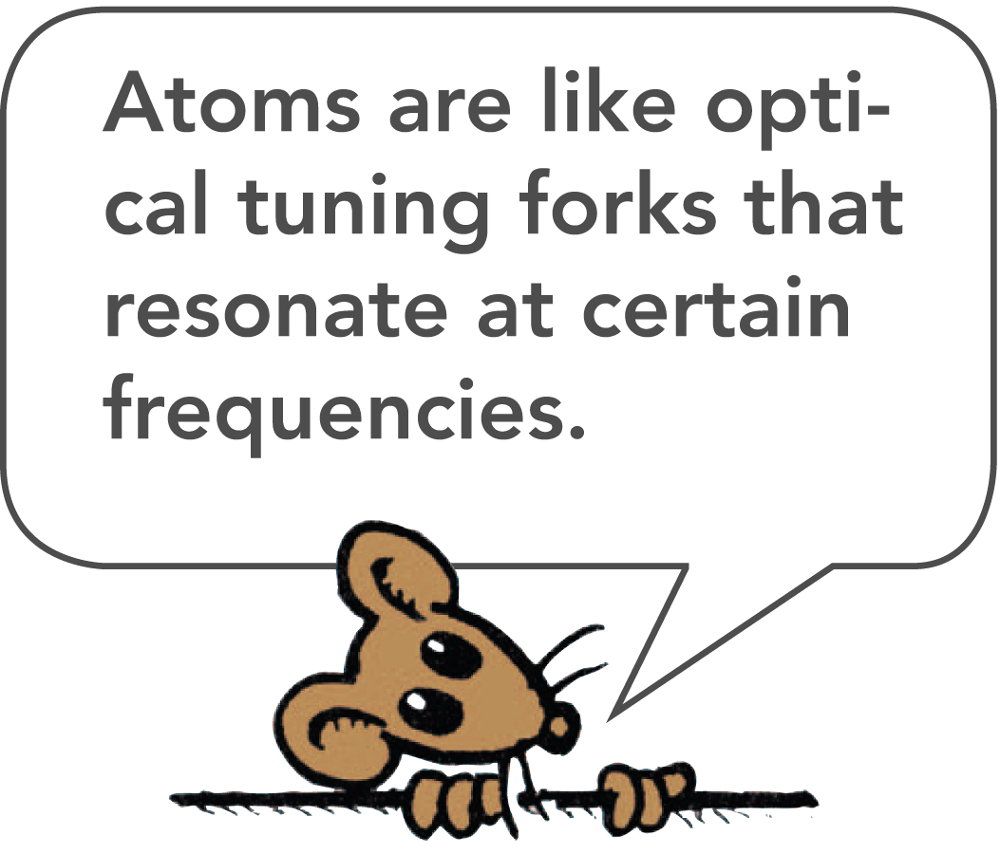 Atoms are like opti-
cal tuning forks that
resonate at certain
frequencies.